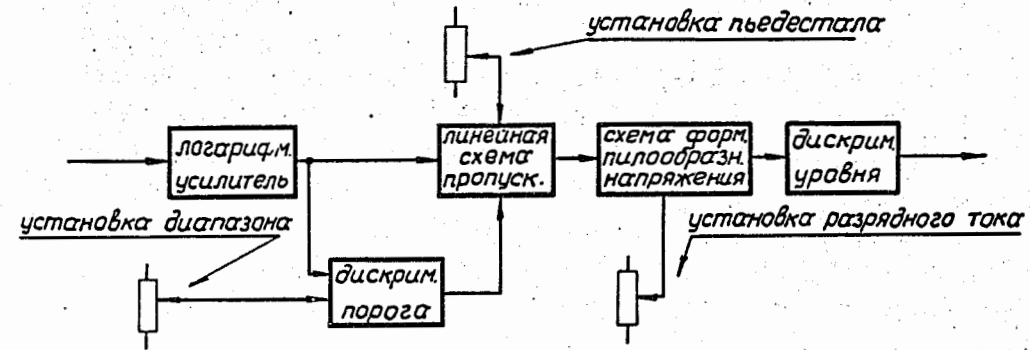 установка пьедестала
логарифм.
усилитель
линейная
схема
пропуск.
схема форм.
пилообразн.
напряжения
дискрим.
уровня
установка диапазона
установка разрядного тока
дискрим.
порога